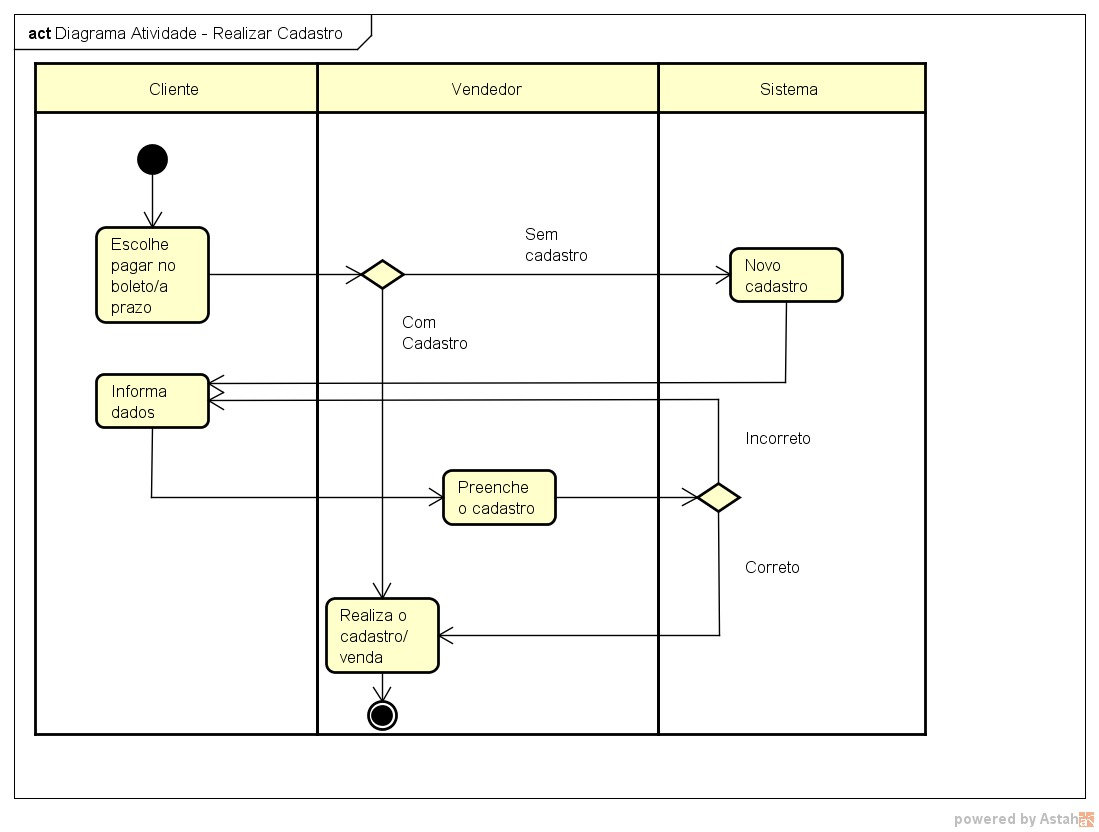 act Diagrama Atividade - Realizar Cadastro
Cliente
Vendedor
Sistema
Escolhe
pagar no
boleto/a
prazo
Sem
cadastro
Novo
cadastro
Com
Cadastro
Informa
dados
Incorreto
Preenche
o cadastro
Correto
Realiza o
cadastro/
venda
powered by Astah